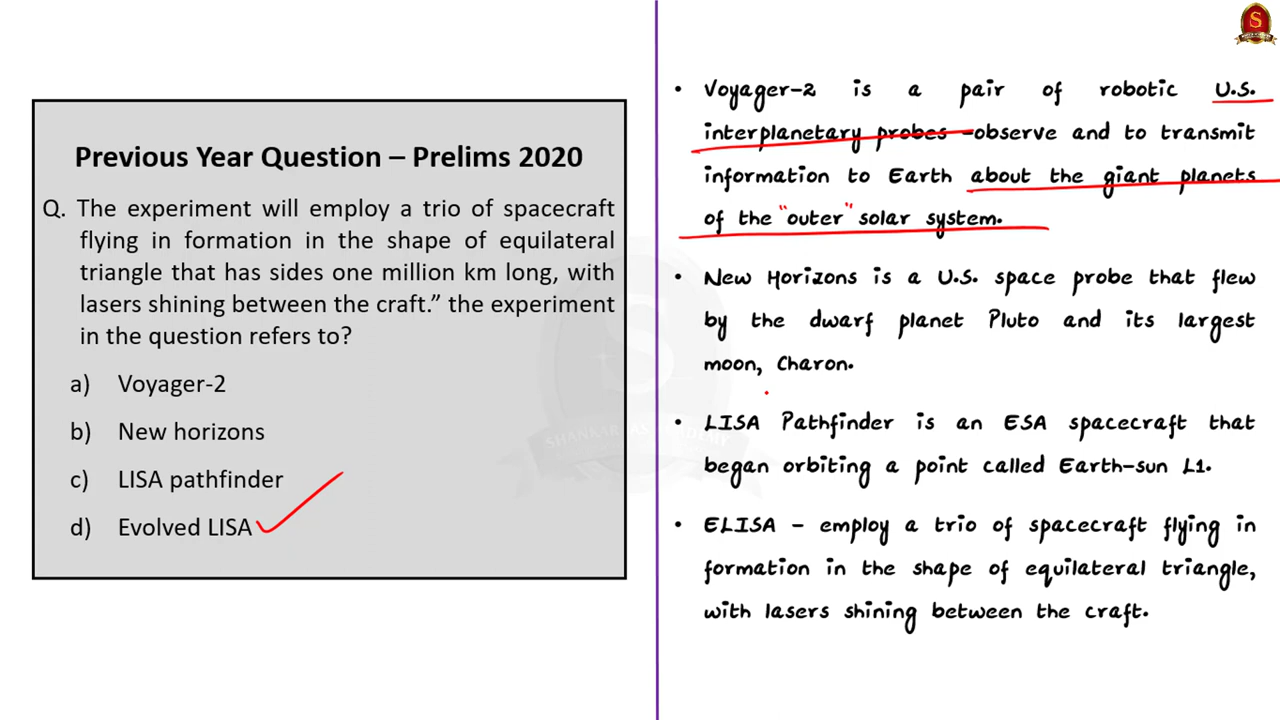 Previous Year Question – Prelims 2020
Q. The experiment will employ a trio of spacecraft
flying in formation in the shape of equilateral
triangle that has sides one million km long, with
lasers shining between the craft.” the experiment
in the question refers to?
a) Voyager-2
b) New horizons
c) LISA pathfinder
d) Evolved LISA
• Voyager-2 is a pair of robotic U.S.
interplanetary probes –observe and to transmit
information to Earth about the giant planets
of the "outer" solar system.
• New Horizons is a U.S. space probe that flew
by the dwarf planet Pluto and its largest
moon, Charon.
• LISA Pathfinder is an ESA spacecraft that
began orbiting a point called Earth-sun L1.
• ELISA – employ a trio of spacecraft flying in
formation in the shape of equilateral triangle,
with lasers shining between the craft.
S
SHANKAR IAS ACADEMY